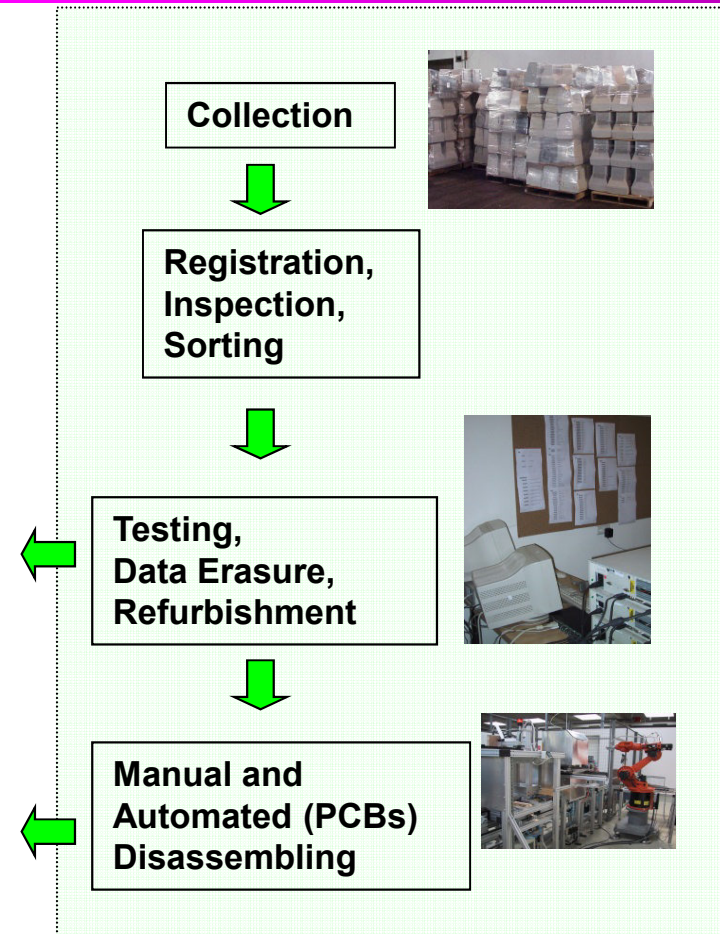 Collection
Registration,
Inspection,
Sorting
Testing,
Data Erasure,
Refurbishment
Manual and
Automated (PCBs)
Disassembling